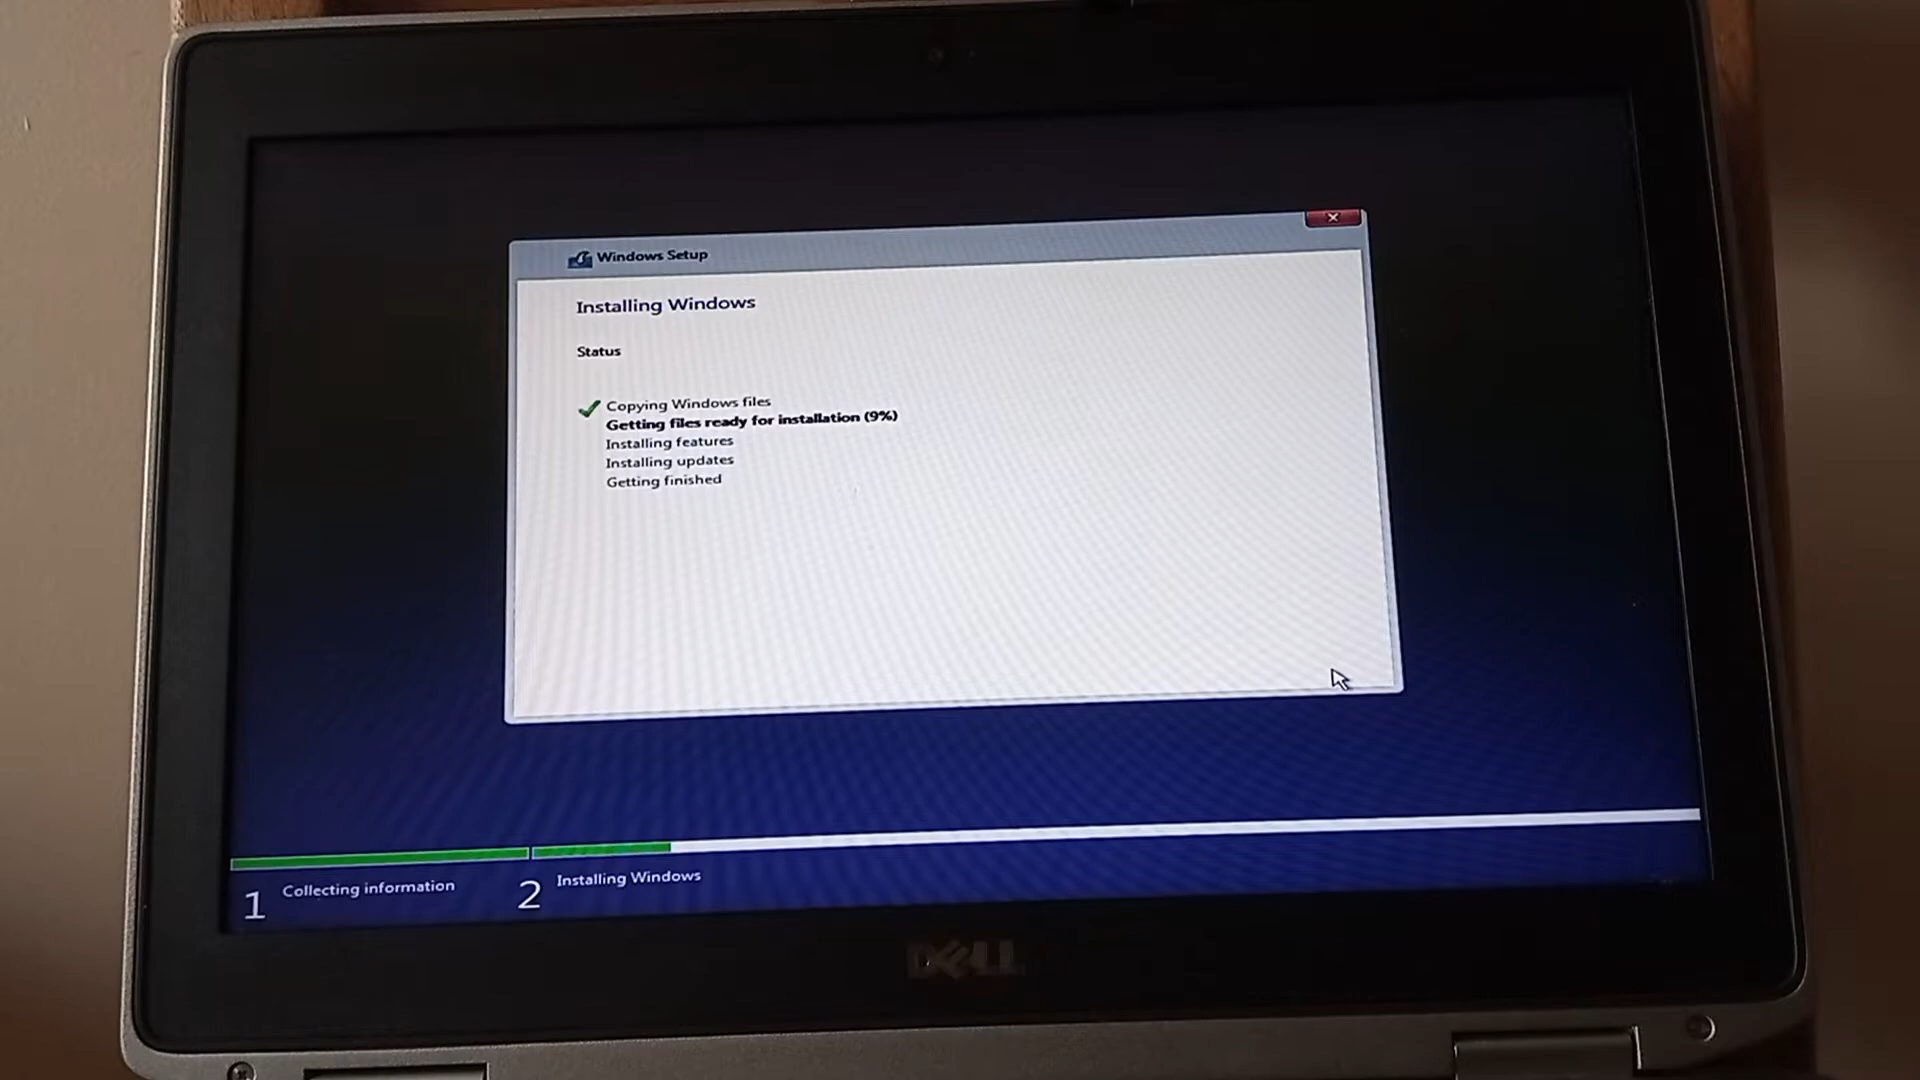 Windows Setup
Installing Windows
Status
Copying Windows files
Getting files ready for installation (9%)
Installing features
Installing updates
Getting finished
1 Collecting information
2 Installing Windows
DELL